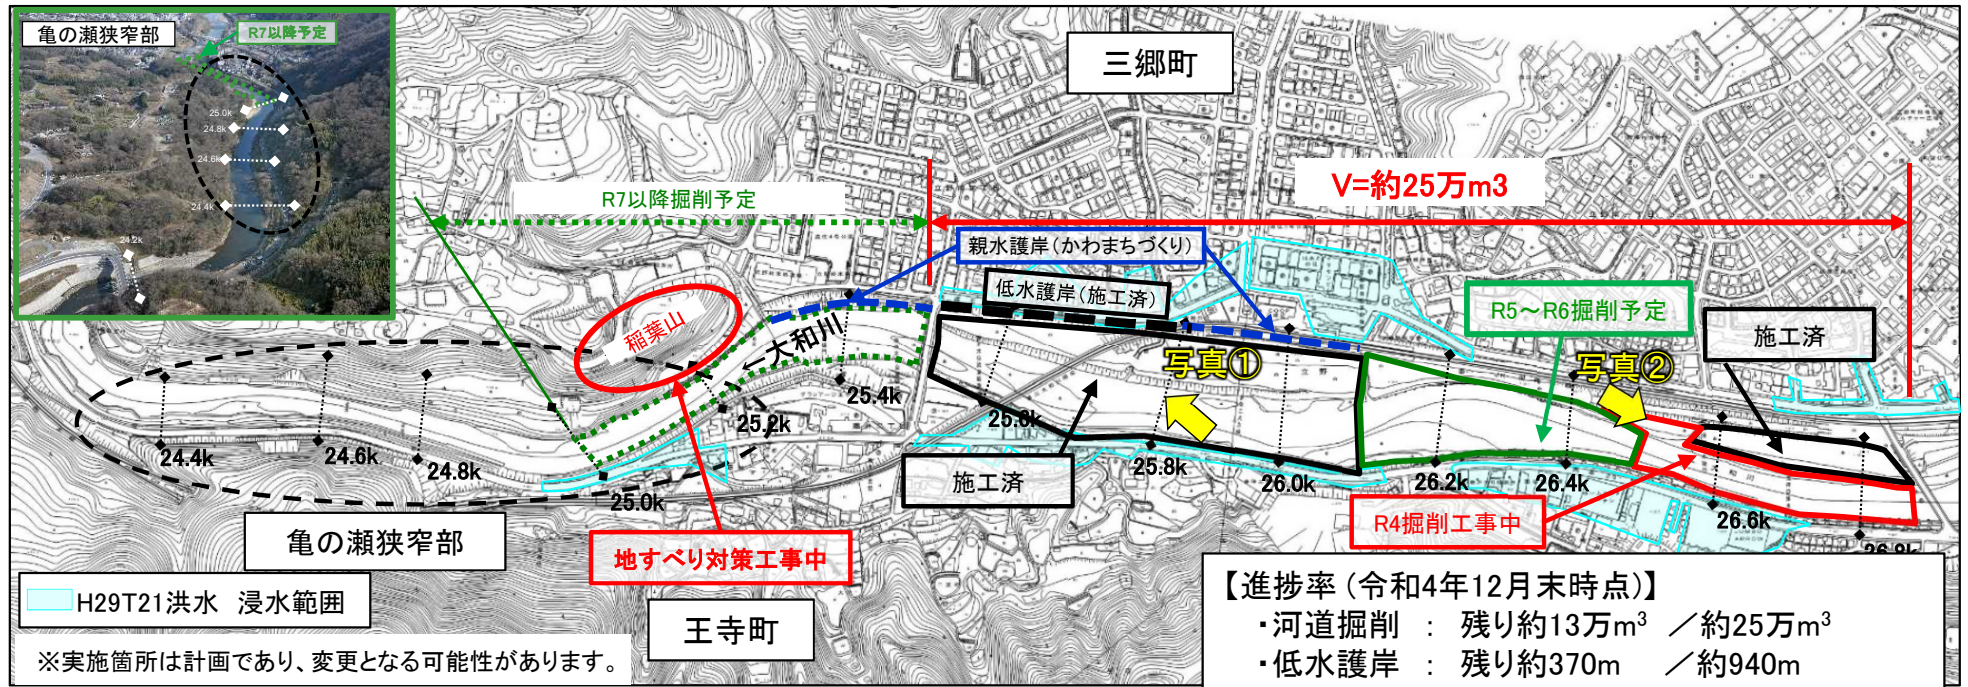 亀の瀬狭窄部
R7以降予定
25.0k
24.8k
24.6k
24.4k
24.2k
三郷町
V=約25万m3
R7以降掘削予定
親水護岸(かわまちづくり)
低水護岸(施工済)
R5～R6掘削予定
施工済
稲葉山
←大和川
写真①
写真②
24.4k
24.6k
24.8k
25.0k
25.2k
25.4k
25.6k
25.8k
26.0k
26.2k
26.4k
26.6k
26.8k
施工済
R4掘削工事中
亀の瀬狭窄部
地すべり対策工事中
王寺町
H29T21洪水 浸水範囲
※実施箇所は計画であり、変更となる可能性があります。
【進捗率(令和4年12月末時点)】
・河道掘削 : 残り約13万m³ ／約25万m³
・低水護岸 : 残り約370m ／約940m